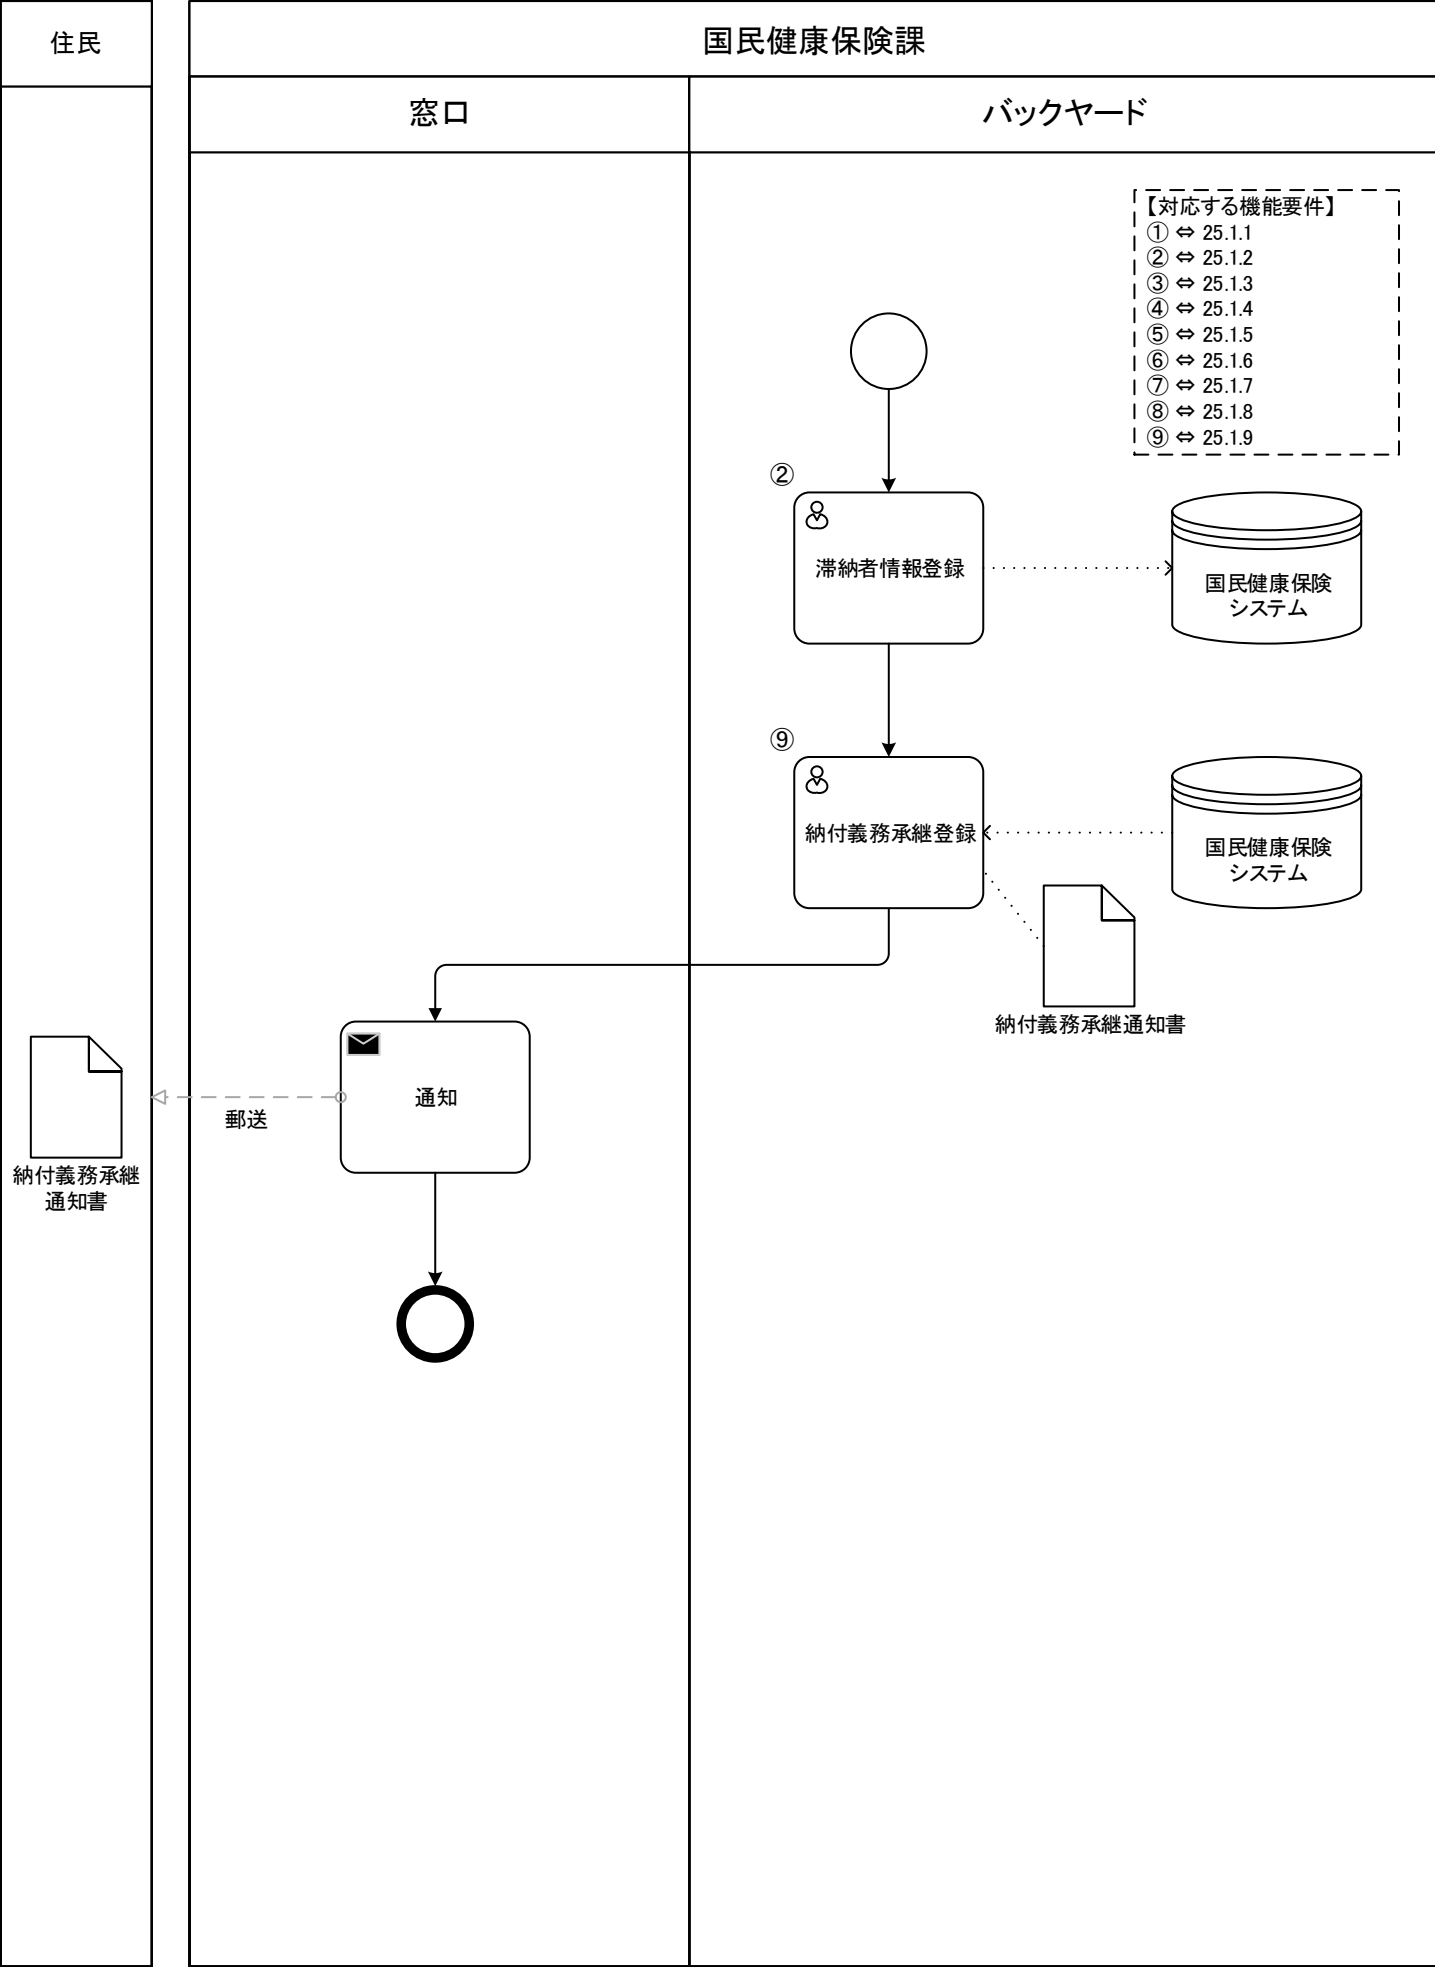 住民
国民健康保険課
窓口
バックヤード
【対応する機能要件】
① ⇔ 25.1.1
② ⇔ 25.1.2
③ ⇔ 25.1.3
④ ⇔ 25.1.4
⑤ ⇔ 25.1.5
⑥ ⇔ 25.1.6
⑦ ⇔ 25.1.7
⑧ ⇔ 25.1.8
⑨ ⇔ 25.1.9
②
滞納者情報登録
国民健康保険
システム
⑨
納付義務承継登録
国民健康保険
システム
納付義務承継通知書
通知
郵送
納付義務承継
通知書